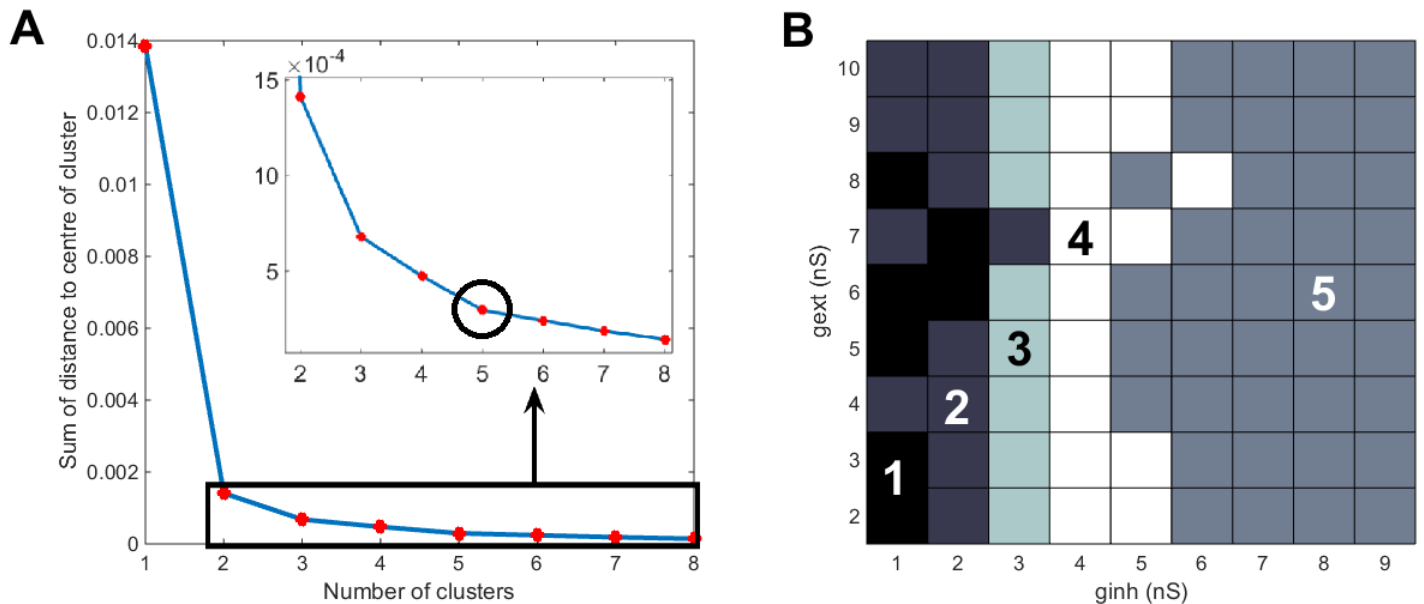 A
B
0.014
0.012
0.01
0.008
0.006
0.004
0.002
0
Sum of distance to centre of cluster
1 2 3 4 5 6 7 8
Number of clusters
×10⁻⁴
15
10
5
2 3 4 5 6 7 8
10
9
8
7
6
5
4
3
2
gext (nS)
4
5
3
2
1
1 2 3 4 5 6 7 8 9
ginh (nS)